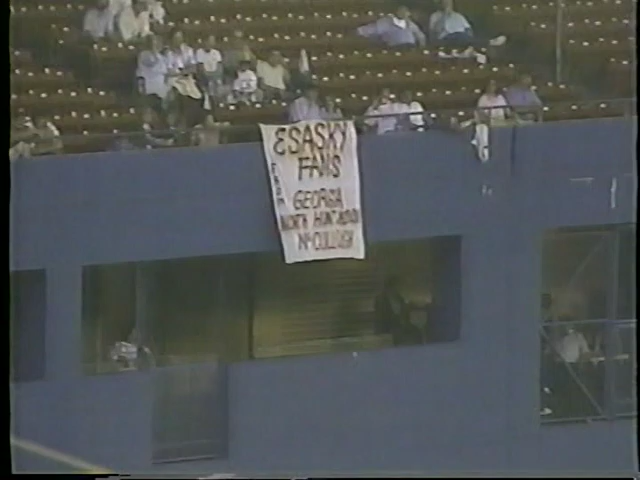 ESASKY
FANS
FROM
GEORGIA
NORTH HUNTINGDON
McCULLOUGH